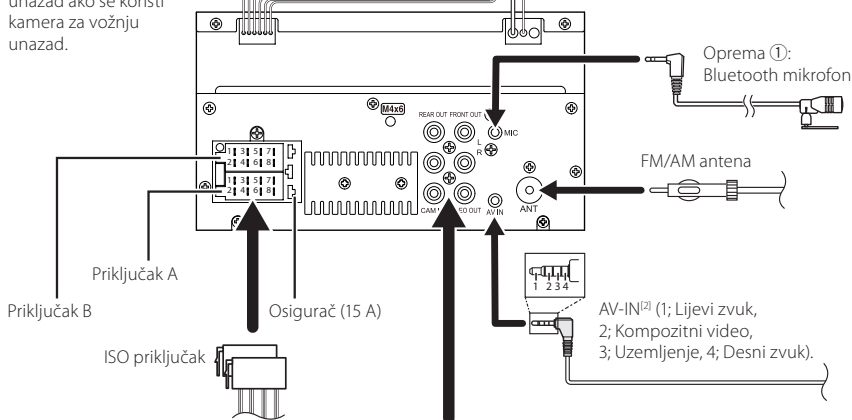 unazad ako se koristi
kamera za vožnju
unazad.
Oprema ①:
Bluetooth mikrofon
M4x6
REAR OUT FRONT OUT
MIC
L
R
1 3 5 7
2 4 6 8
1 3 5 7
2 4 6 8
FM/AM antena
ANT
CAM
EO OUT
AV IN
Priključak A
Priključak B
Osigurač (15 A)
ISO priključak
1 2 3 4
AV-IN[2] (1; Lijevi zvuk,
2; Kompozitni video,
3; Uzemljenje, 4; Desni zvuk).